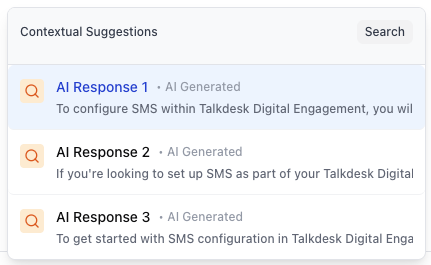 Contextual Suggestions Search
AI Response 1 • AI Generated
To configure SMS within Talkdesk Digital Engagement, you wil
AI Response 2 • AI Generated
If you're looking to set up SMS as part of your Talkdesk Digital
AI Response 3 • AI Generated
To get started with SMS configuration in Talkdesk Digital Enga